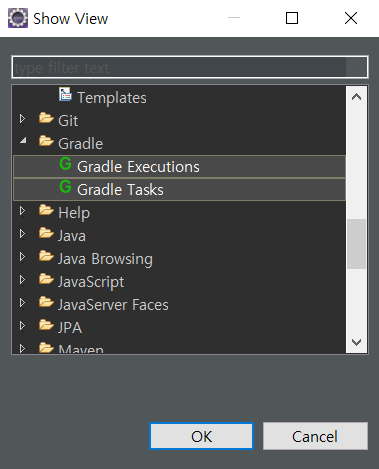 Show View
type filter text
Templates
Git
Gradle
G Gradle Executions
G Gradle Tasks
Help
Java
Java Browsing
JavaScript
JavaServer Faces
JPA
Maven
OK Cancel